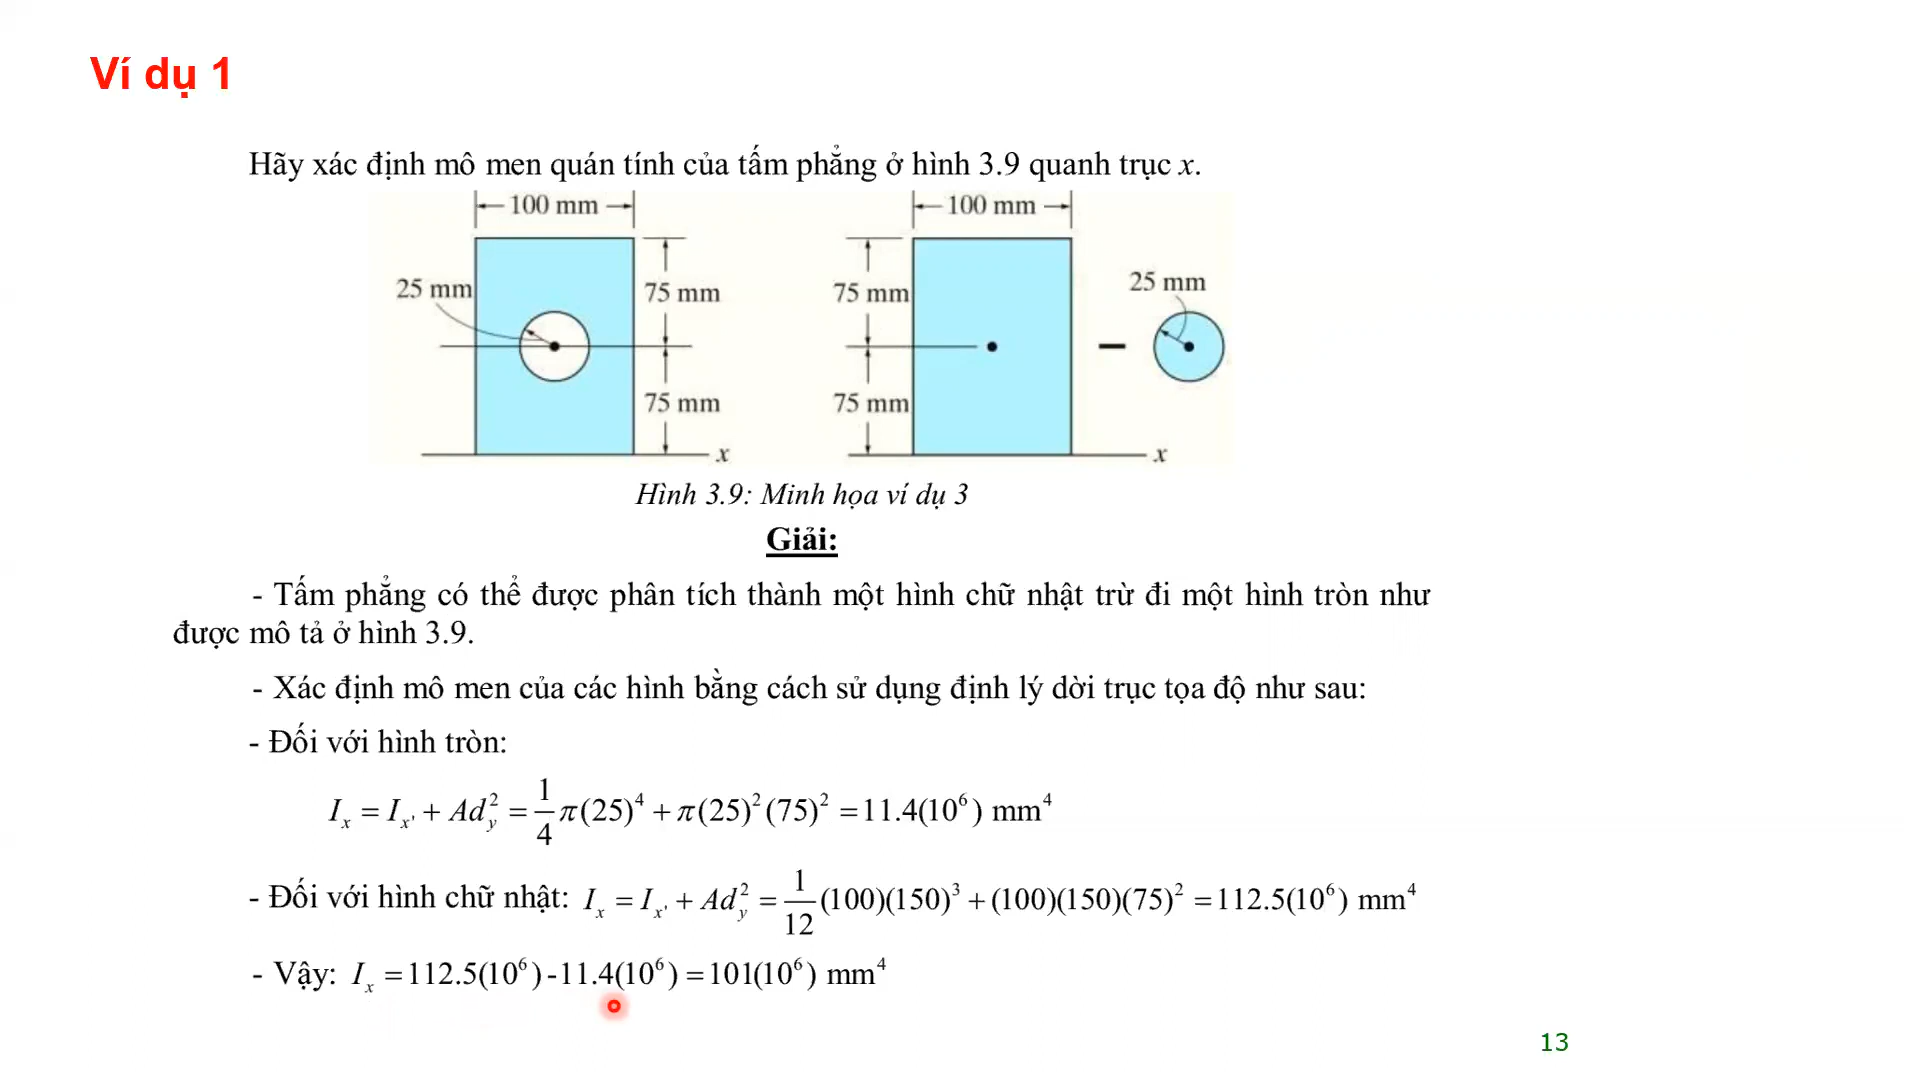 Ví dụ 1
Hãy xác định mô men quán tính của tấm phẳng ở hình 3.9 quanh trục x.
100 mm
100 mm
25 mm
75 mm
75 mm
25 mm
75 mm
75 mm
x
x
Hình 3.9: Minh họa ví dụ 3
Giải:
- Tấm phẳng có thể được phân tích thành một hình chữ nhật trừ đi một hình tròn như
được mô tả ở hình 3.9.
- Xác định mô men của các hình bằng cách sử dụng định lý dời trục tọa độ như sau:
- Đối với hình tròn:
I_x = I_x' + Ad_y^2 = 1/4 π(25)^4 + π(25)^2(75)^2 = 11.4(10^6) mm^4
- Đối với hình chữ nhật: I_x = I_x' + Ad_y^2 = 1/12 (100)(150)^3 + (100)(150)(75)^2 = 112.5(10^6) mm^4
- Vậy: I_x = 112.5(10^6) - 11.4(10^6) = 101(10^6) mm^4
13